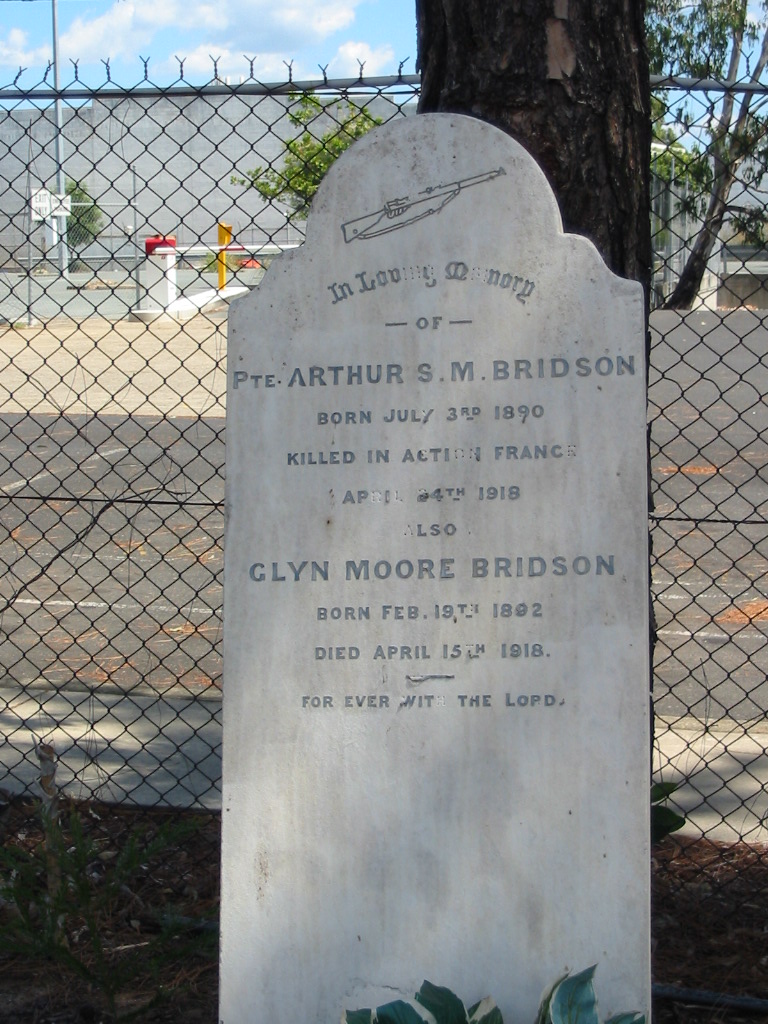 In Loving Memory
— OF —
PTE. ARTHUR S. M. BRIDSON
BORN JULY 3RD 1890
KILLED IN ACTION FRANCE
APRIL 24TH 1918
ALSO
GLYN MOORE BRIDSON
BORN FEB. 19TH 1892
DIED APRIL 15TH 1918.
FOR EVER WITH THE LORD.